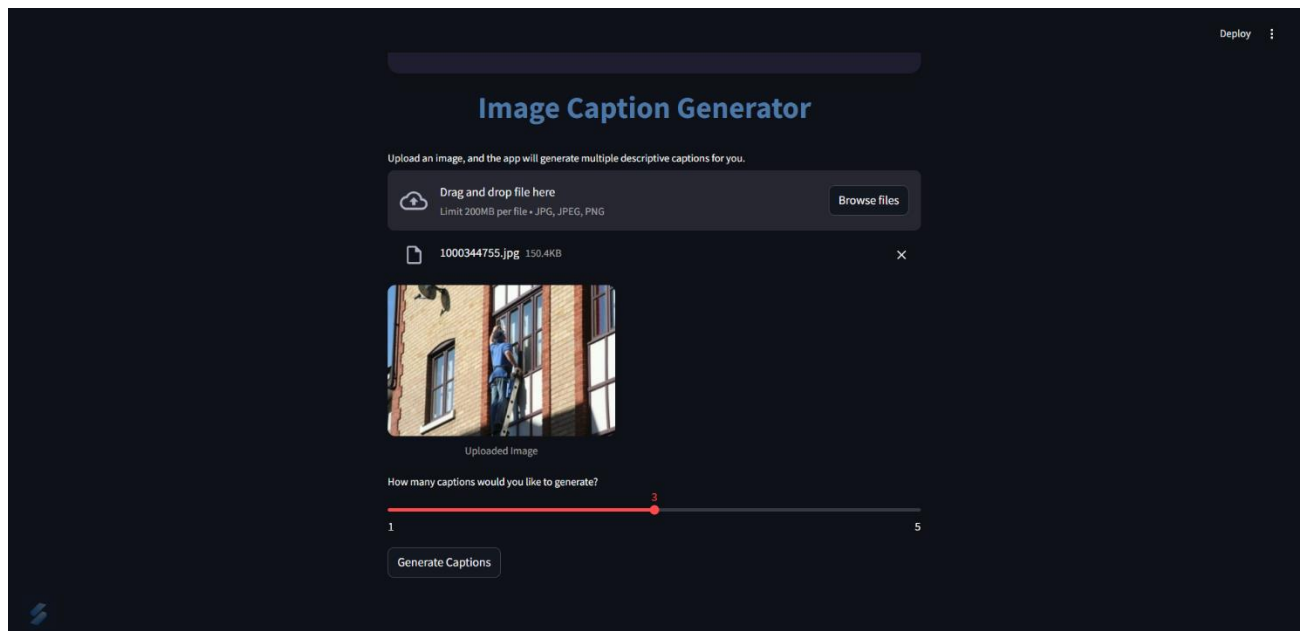 Deploy
Image Caption Generator
Upload an image, and the app will generate multiple descriptive captions for you.
Drag and drop file here
Limit 200MB per file • JPG, JPEG, PNG
Browse files
1000344755.jpg 150.4KB
Uploaded Image
How many captions would you like to generate?
3
1 5
Generate Captions